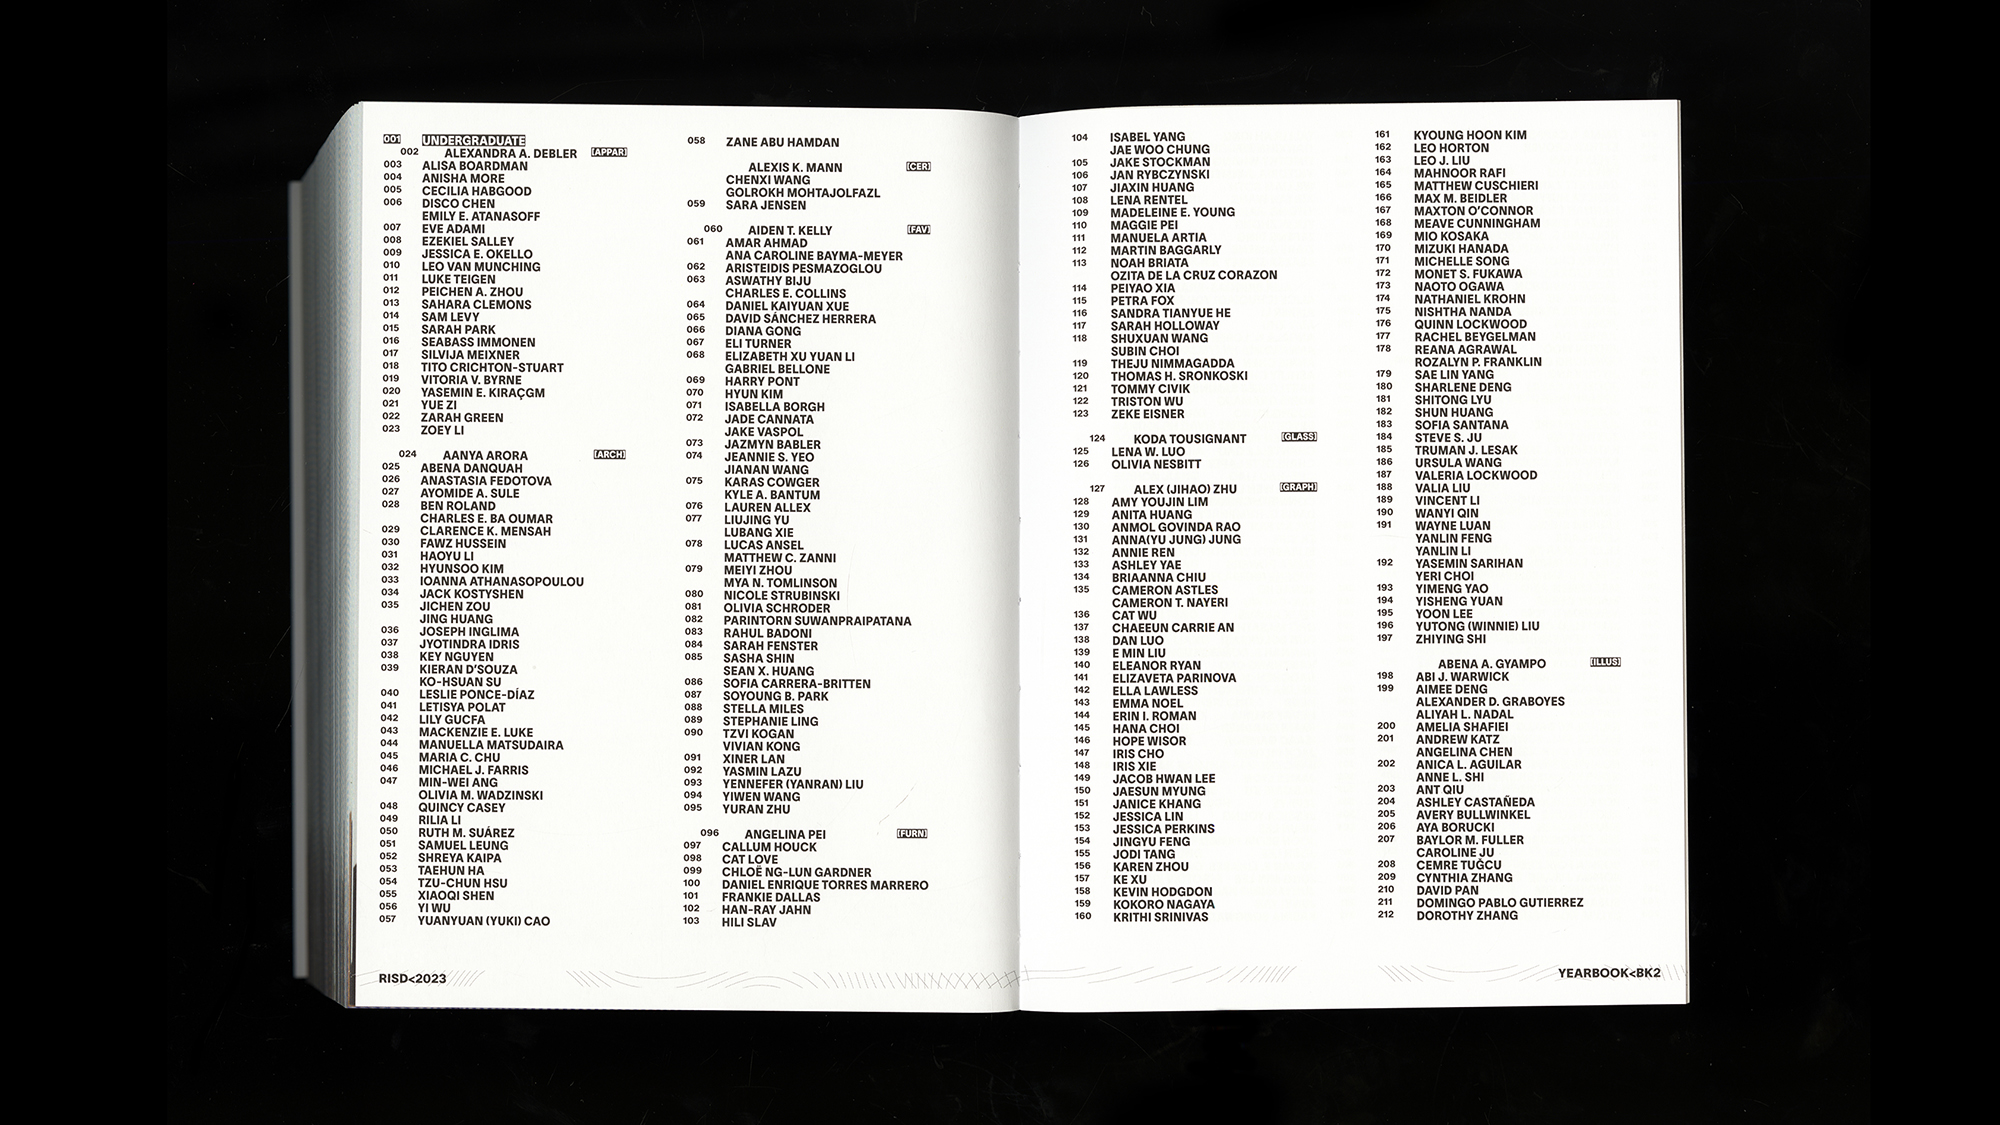 001 UNDERGRADUATE
002 ALEXANDRA A. DEBLER [APPAR]
003 ALISA BOARDMAN
004 ANISHA MORE
005 CECILIA HABGOOD
006 DISCO CHEN
EMILY E. ATANASOFF
007 EVE ADAMI
008 EZEKIEL SALLEY
009 JESSICA E. OKELLO
010 LEO VAN MUNCHING
011 LUKE TEIGEN
012 PEICHEN A. ZHOU
013 SAHARA CLEMONS
014 SAM LEVY
015 SARAH PARK
016 SEABASS IMMONEN
017 SILVIJA MEIXNER
018 TITO CRICHTON-STUART
019 VITORIA V. BYRNE
020 YASEMIN E. KIRAÇGM
021 YUE ZI
022 ZARAH GREEN
023 ZOEY LI
024 AANYA ARORA [ARCH]
025 ABENA DANQUAH
026 ANASTASIA FEDOTOVA
027 AYOMIDE A. SULE
028 BEN ROLAND
CHARLES E. BA OUMAR
029 CLARENCE K. MENSAH
030 FAWZ HUSSEIN
031 HAOYU LI
032 HYUNSOO KIM
033 IOANNA ATHANASOPOULOU
034 JACK KOSTYSHEN
035 JICHEN ZOU
JING HUANG
036 JOSEPH INGLIMA
037 JYOTINDRA IDRIS
038 KEY NGUYEN
039 KIERAN D'SOUZA
KO-HSUAN SU
040 LESLIE PONCE-DÍAZ
041 LETISYA POLAT
042 LILY GUCFA
043 MACKENZIE E. LUKE
044 MANUELLA MATSUDAIRA
045 MARIA C. CHU
046 MICHAEL J. FARRIS
047 MIN-WEI ANG
OLIVIA M. WADZINSKI
048 QUINCY CASEY
049 RILIA LI
050 RUTH M. SUÁREZ
051 SAMUEL LEUNG
052 SHREYA KAIPA
053 TAEHUN HA
054 TZU-CHUN HSU
055 XIAOQI SHEN
056 YI WU
057 YUANYUAN (YUKI) CAO
058 ZANE ABU HAMDAN
ALEXIS K. MANN [CER]
CHENXI WANG
GOLROKH MOHTAJOLFAZL
059 SARA JENSEN
060 AIDEN T. KELLY [FAV]
061 AMAR AHMAD
ANA CAROLINE BAYMA-MEYER
062 ARISTEIDIS PESMAZOGLOU
063 ASWATHY BIJU
CHARLES E. COLLINS
064 DANIEL KAIYUAN XUE
065 DAVID SÁNCHEZ HERRERA
066 DIANA GONG
067 ELI TURNER
068 ELIZABETH XU YUAN LI
GABRIEL BELLONE
069 HARRY PONT
070 HYUN KIM
071 ISABELLA BORGH
072 JADE CANNATA
JAKE VASPOL
073 JAZMYN BABLER
074 JEANNIE S. YEO
JIANAN WANG
075 KARAS COWGER
KYLE A. BANTUM
076 LAUREN ALLEX
077 LIUJING YU
LUBANG XIE
078 LUCAS ANSEL
MATTHEW C. ZANNI
079 MEIYI ZHOU
MYA N. TOMLINSON
080 NICOLE STRUBINSKI
081 OLIVIA SCHRODER
082 PARINTORN SUWANPRAIPATANA
083 RAHUL BADONI
084 SARAH FENSTER
085 SASHA SHIN
SEAN X. HUANG
086 SOFIA CARRERA-BRITTEN
087 SOYOUNG B. PARK
088 STELLA MILES
089 STEPHANIE LING
090 TZVI KOGAN
VIVIAN KONG
091 XINER LAN
092 YASMIN LAZU
093 YENNEFER (YANRAN) LIU
094 YIWEN WANG
095 YURAN ZHU
096 ANGELINA PEI [FURN]
097 CALLUM HOUCK
098 CAT LOVE
099 CHLOË NG-LUN GARDNER
100 DANIEL ENRIQUE TORRES MARRERO
101 FRANKIE DALLAS
102 HAN-RAY JAHN
103 HILI SLAV
RISD<2023
104 ISABEL YANG
JAE WOO CHUNG
105 JAKE STOCKMAN
106 JAN RYBCZYNSKI
107 JIAXIN HUANG
108 LENA RENTEL
109 MADELEINE E. YOUNG
110 MAGGIE PEI
111 MANUELA ARTIA
112 MARTIN BAGGARLY
113 NOAH BRIATA
OZITA DE LA CRUZ CORAZON
114 PEIYAO XIA
115 PETRA FOX
116 SANDRA TIANYUE HE
117 SARAH HOLLOWAY
118 SHUXUAN WANG
SUBIN CHOI
119 THEJU NIMMAGADDA
120 THOMAS H. SRONKOSKI
121 TOMMY CIVIK
122 TRISTON WU
123 ZEKE EISNER
124 KODA TOUSIGNANT [GLASS]
125 LENA W. LUO
126 OLIVIA NESBITT
127 ALEX (JIHAO) ZHU [GRAPH]
128 AMY YOUJIN LIM
129 ANITA HUANG
130 ANMOL GOVINDA RAO
131 ANNA(YU JUNG) JUNG
132 ANNIE REN
133 ASHLEY YAE
134 BRIAANNA CHIU
135 CAMERON ASTLES
CAMERON T. NAYERI
136 CAT WU
137 CHAEEUN CARRIE AN
138 DAN LUO
139 E MIN LIU
140 ELEANOR RYAN
141 ELIZAVETA PARINOVA
142 ELLA LAWLESS
143 EMMA NOEL
144 ERIN I. ROMAN
145 HANA CHOI
146 HOPE WISOR
147 IRIS CHO
148 IRIS XIE
149 JACOB HWAN LEE
150 JAESUN MYUNG
151 JANICE KHANG
152 JESSICA LIN
153 JESSICA PERKINS
154 JINGYU FENG
155 JODI TANG
156 KAREN ZHOU
157 KE XU
158 KEVIN HODGDON
159 KOKORO NAGAYA
160 KRITHI SRINIVAS
161 KYOUNG HOON KIM
162 LEO HORTON
163 LEO J. LIU
164 MAHNOOR RAFI
165 MATTHEW CUSCHIERI
166 MAX M. BEIDLER
167 MAXTON O'CONNOR
168 MEAVE CUNNINGHAM
169 MIO KOSAKA
170 MIZUKI HANADA
171 MICHELLE SONG
172 MONET S. FUKAWA
173 NAOTO OGAWA
174 NATHANIEL KROHN
175 NISHTHA NANDA
176 QUINN LOCKWOOD
177 RACHEL BEYGELMAN
178 REANA AGRAWAL
ROZALYN P. FRANKLIN
179 SAE LIN YANG
180 SHARLENE DENG
181 SHITONG LYU
182 SHUN HUANG
183 SOFIA SANTANA
184 STEVE S. JU
185 TRUMAN J. LESAK
186 URSULA WANG
187 VALERIA LOCKWOOD
188 VALIA LIU
189 VINCENT LI
190 WANYI QIN
191 WAYNE LUAN
YANLIN FENG
YANLIN LI
192 YASEMIN SARIHAN
YERI CHOI
193 YIMENG YAO
194 YISHENG YUAN
195 YOON LEE
196 YUTONG (WINNIE) LIU
197 ZHIYING SHI
ABENA A. GYAMPO [ILLUS]
198 ABI J. WARWICK
199 AIMEE DENG
ALEXANDER D. GRABOYES
ALIYAH L. NADAL
200 AMELIA SHAFIEI
201 ANDREW KATZ
ANGELINA CHEN
202 ANICA L. AGUILAR
ANNE L. SHI
203 ANT QIU
204 ASHLEY CASTAÑEDA
205 AVERY BULLWINKEL
206 AYA BORUCKI
207 BAYLOR M. FULLER
CAROLINE JU
208 CEMRE TUĞCU
209 CYNTHIA ZHANG
210 DAVID PAN
211 DOMINGO PABLO GUTIERREZ
212 DOROTHY ZHANG
YEARBOOK<BK2